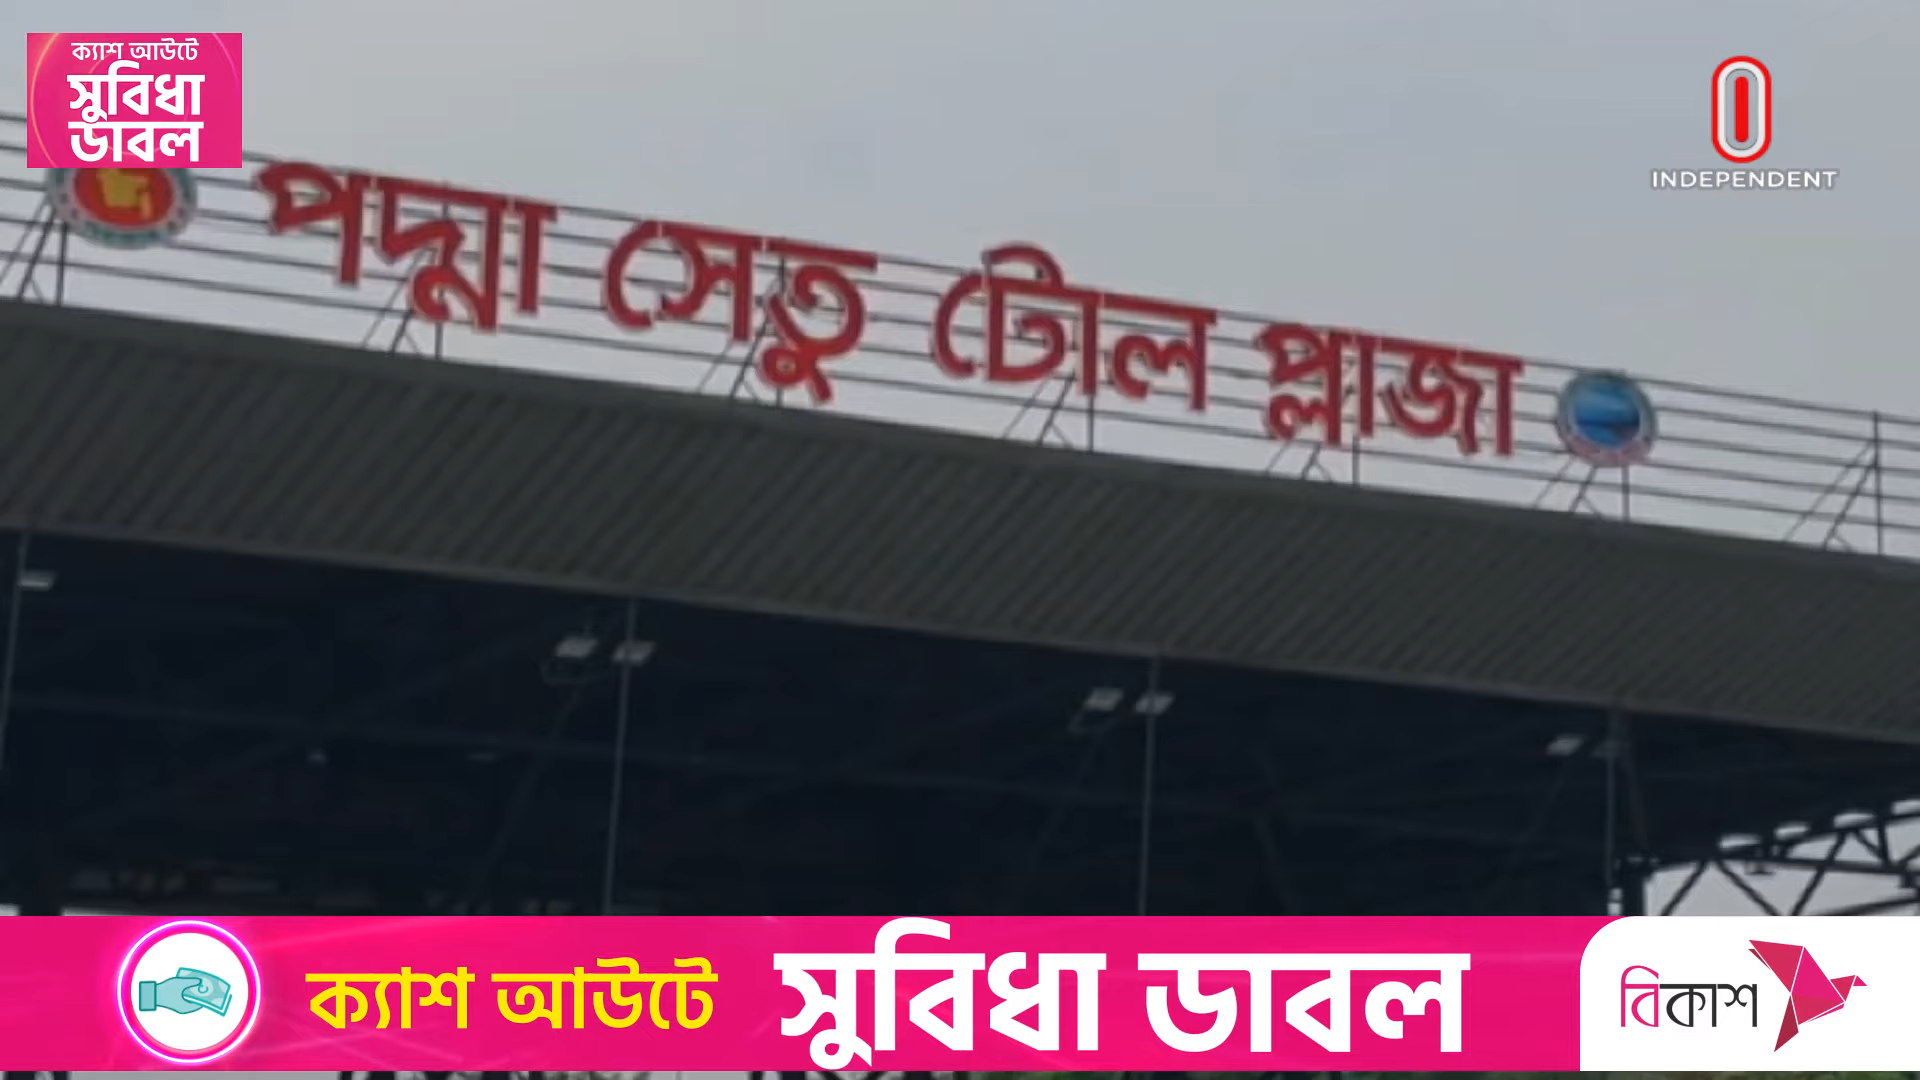 ক্যাশ আউটে
সুবিধা
ডাবল
INDEPENDENT
পদ্মা সেতু টোল প্লাজা
ক্যাশ আউটে সুবিধা ডাবল
বিকাশ